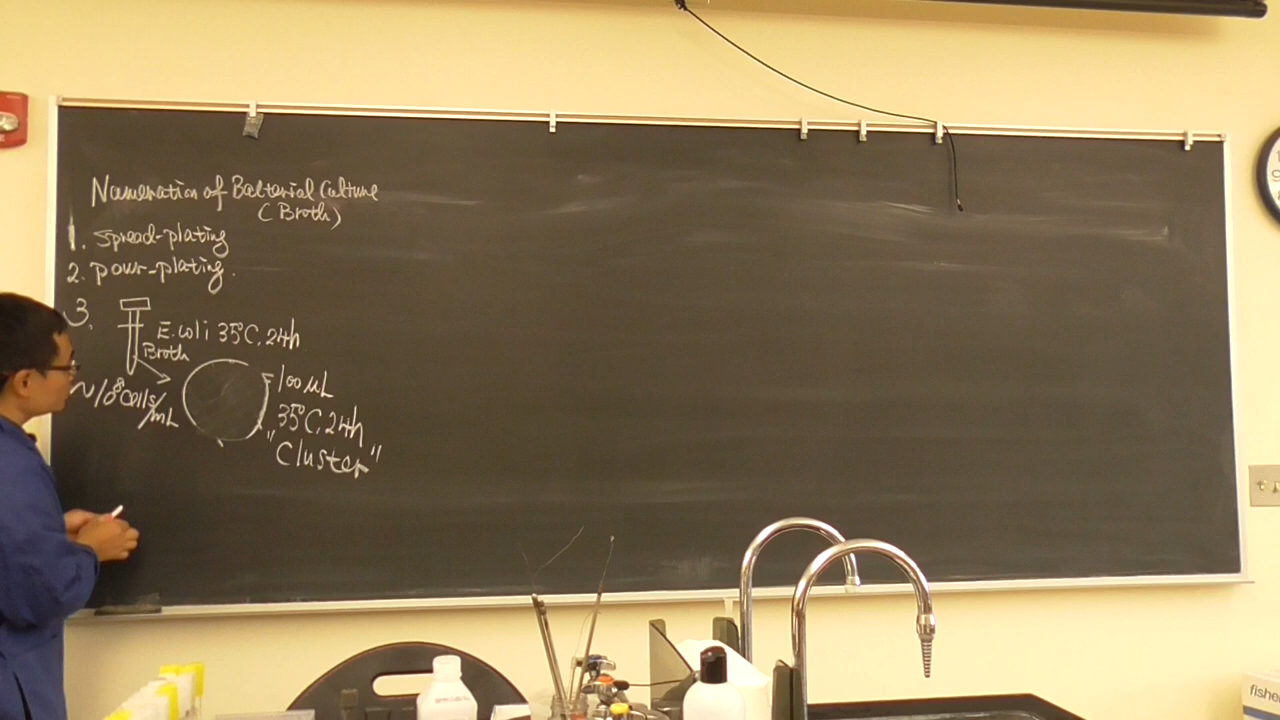 Numeration of Bacterial Culture
(Broth)
1. Spread-plating
2. pour-plating.
3.
E. coli 35°C, 24h
Broth
~10⁸ cells/mL
100 µL
35°C, 24h
"Cluster"
fishe